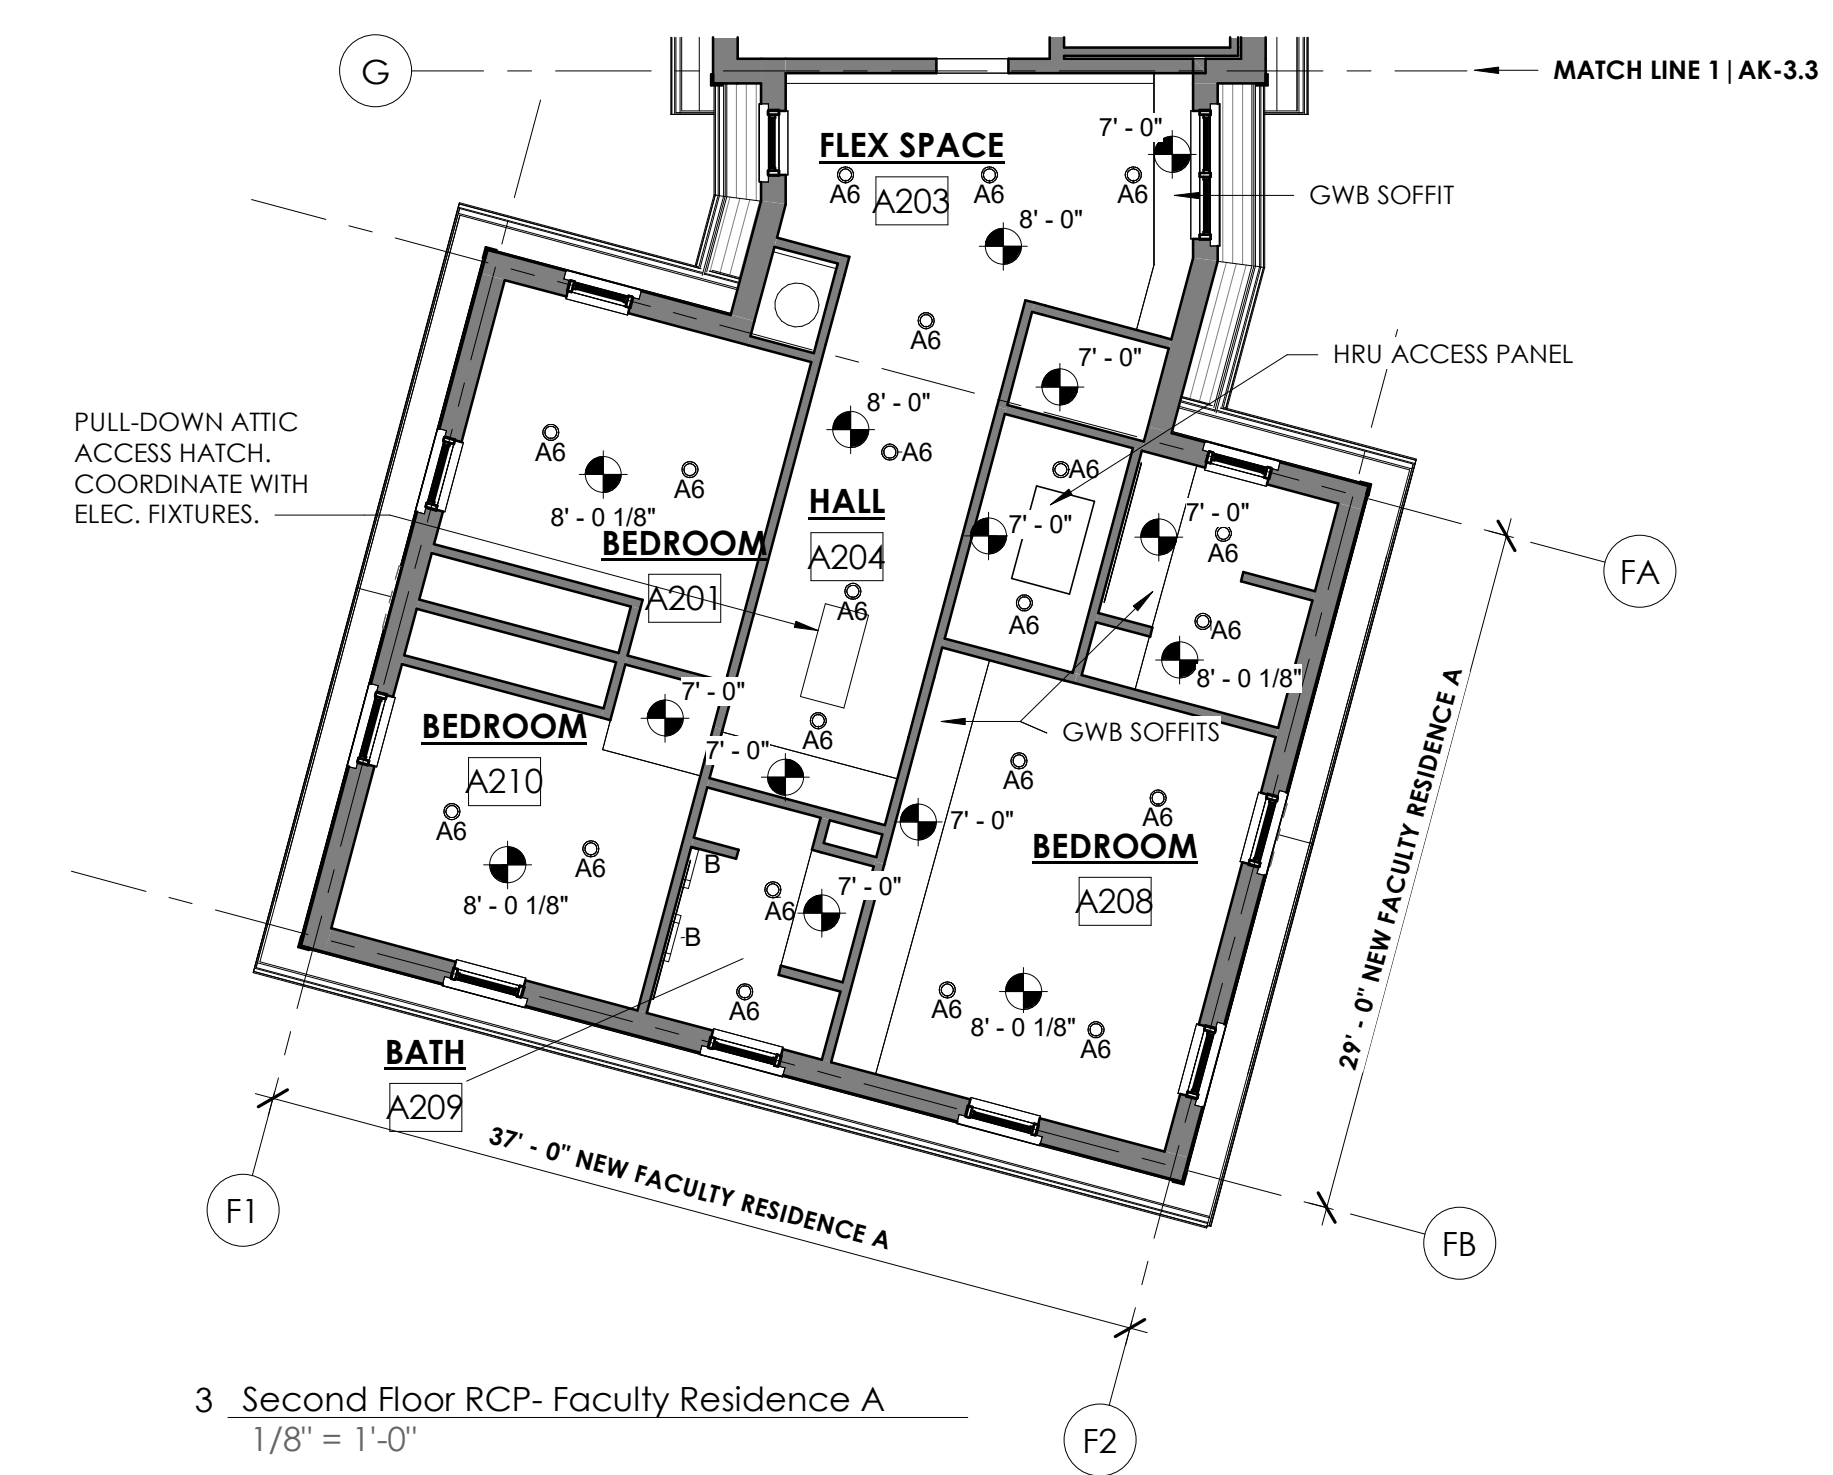 G
MATCH LINE 1|AK-3.3
7' - 0"
FLEX SPACE
A6
A6
A6
A203
GWB SOFFIT
8' - 0"
A6
HRU ACCESS PANEL
7' - 0"
8' - 0"
A6
PULL-DOWN ATTIC
ACCESS HATCH.
COORDINATE WITH
ELEC. FIXTURES.
A6
A6
8' - 0 1/8"
BEDROOM
A201
HALL
A204
A6
A6
7' - 0"
A6
7' - 0"
A6
A6
8' - 0 1/8"
FA
7' - 0"
BEDROOM
A210
A6
7' - 0"
GWB SOFFITS
A6
A6
A6
A6
8' - 0 1/8"
7' - 0"
BEDROOM
A208
B
B
A6
7' - 0"
A6
A6
8' - 0 1/8"
A6
29' - 0" NEW FACULTY RESIDENCE A
BATH
A209
37' - 0" NEW FACULTY RESIDENCE A
F1
FB
F2
3 Second Floor RCP- Faculty Residence A
1/8" = 1'-0"